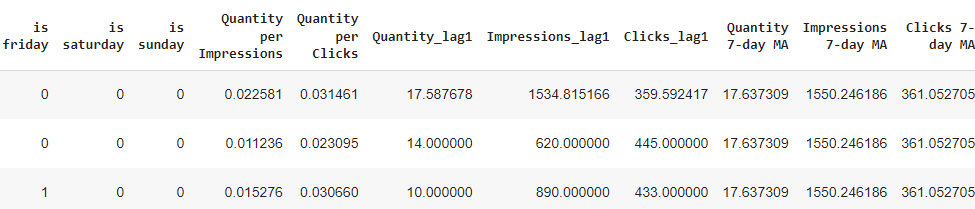 is friday is saturday is sunday Quantity per Impressions Quantity per Clicks Quantity_lag1 Impressions_lag1 Clicks_lag1 Quantity 7-day MA Impressions 7-day MA Clicks 7-day MA
0 0 0 0.022581 0.031461 17.587678 1534.815166 359.592417 17.637309 1550.246186 361.052705
0 0 0 0.011236 0.023095 14.000000 620.000000 445.000000 17.637309 1550.246186 361.052705
1 0 0 0.015276 0.030660 10.000000 890.000000 433.000000 17.637309 1550.246186 361.052705